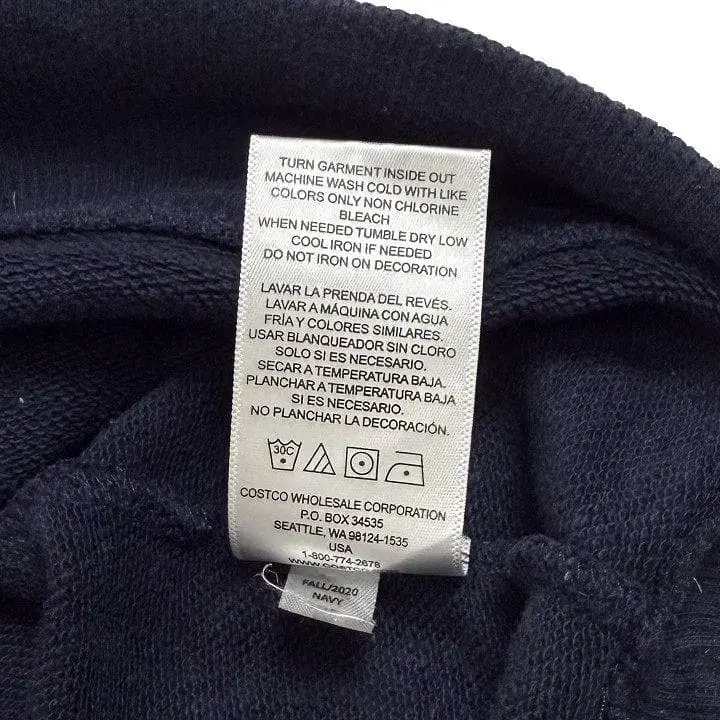 TURN GARMENT INSIDE OUT
MACHINE WASH COLD WITH LIKE
COLORS ONLY NON CHLORINE
BLEACH
WHEN NEEDED TUMBLE DRY LOW
COOL IRON IF NEEDED
DO NOT IRON ON DECORATION
LAVAR LA PRENDA DEL REVÉS.
LAVAR A MÁQUINA CON AGUA
FRÍA Y COLORES SIMILARES.
USAR BLANQUEADOR SIN CLORO
SOLO SI ES NECESARIO.
SECAR A TEMPERATURA BAJA.
PLANCHAR A TEMPERATURA BAJA
SI ES NECESARIO.
NO PLANCHAR LA DECORACIÓN.
30C
COSTCO WHOLESALE CORPORATION
P.O. BOX 34535
SEATTLE, WA 98124-1535
USA
1-800-774-2678
FALL/2020
NAVY